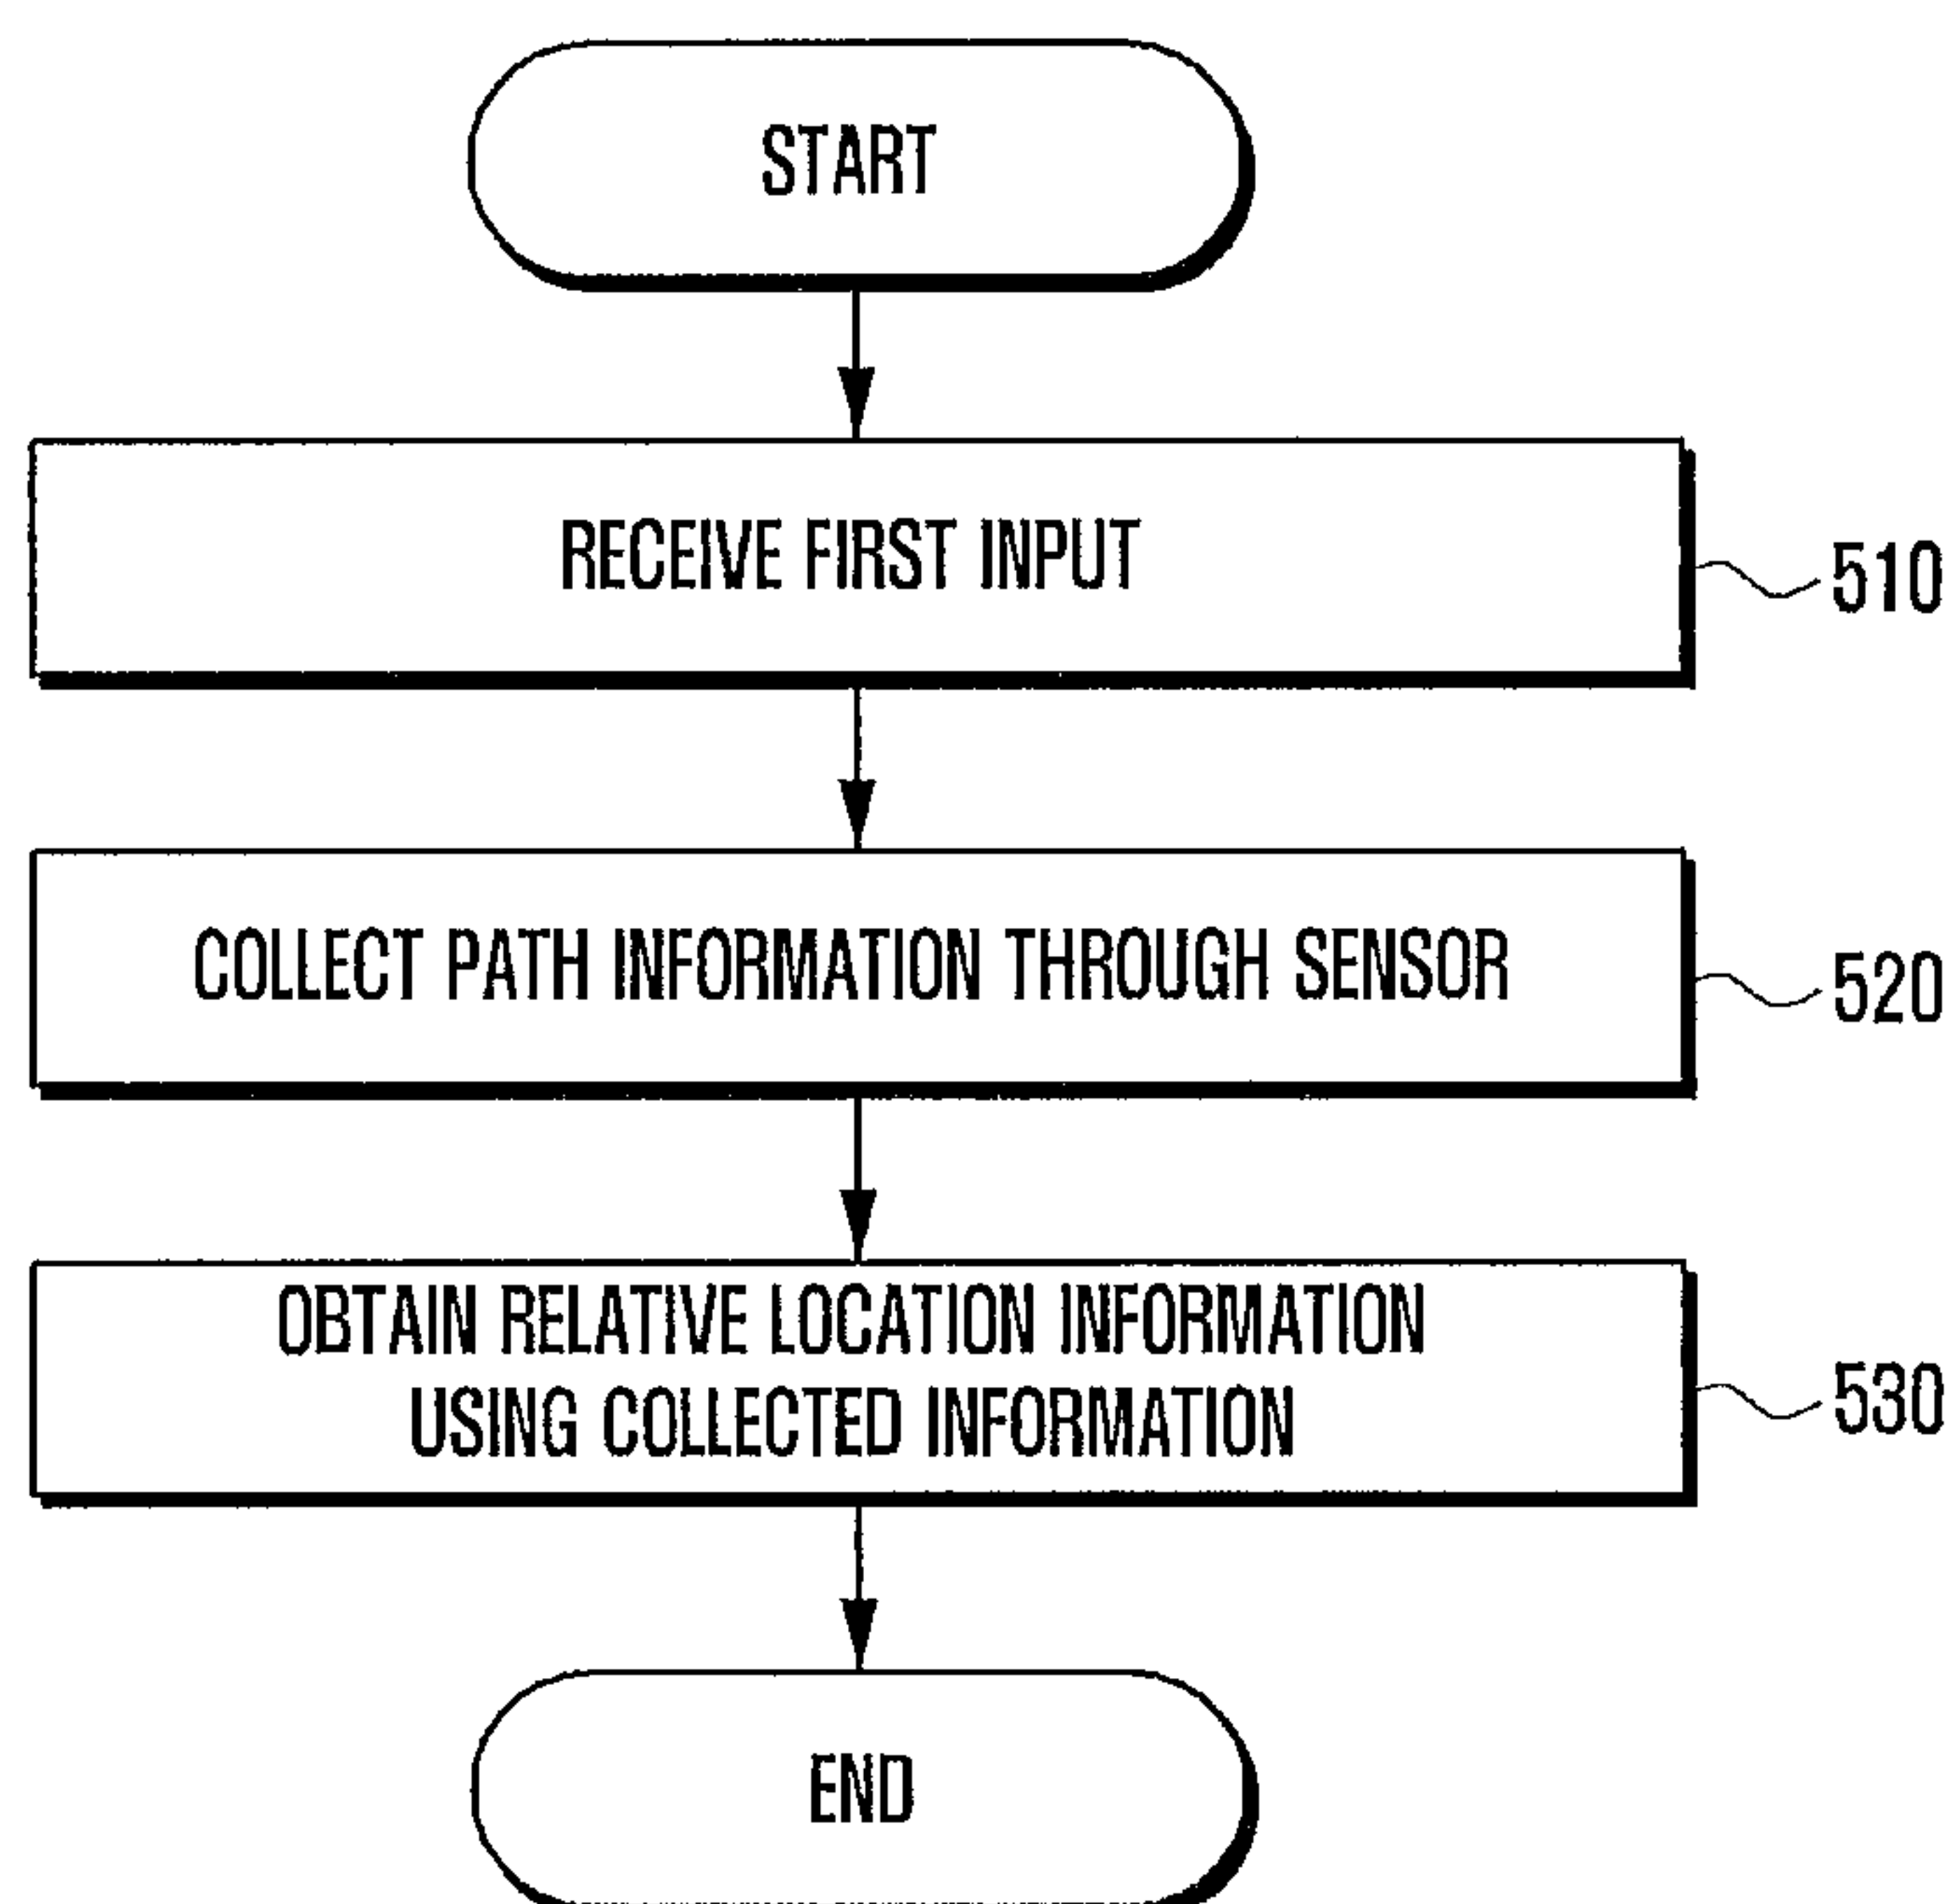 START
RECEIVE FIRST INPUT
510
COLLECT PATH INFORMATION THROUGH SENSOR
520
OBTAIN RELATIVE LOCATION INFORMATION
USING COLLECTED INFORMATION
530
END